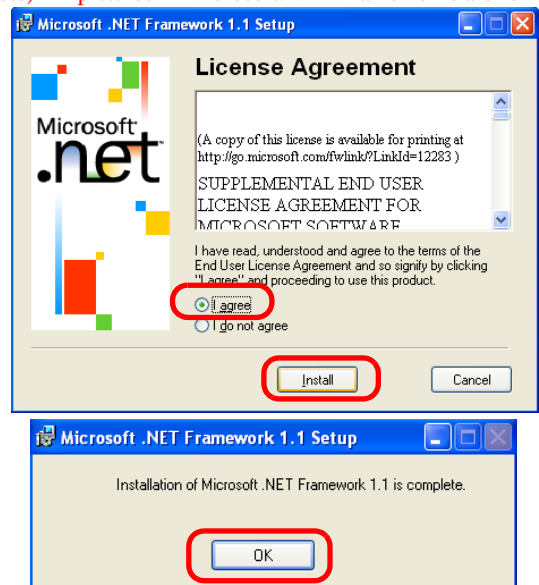 Microsoft .NET Framework 1.1 Setup
License Agreement
Microsoft
.net
(A copy of this license is available for printing at
http://go.microsoft.com/fwlink/?LinkId=12283 )
SUPPLEMENTAL END USER
LICENSE AGREEMENT FOR
MICROSOFT SOFTWARE
I have read, understood and agree to the terms of the
End User License Agreement and so signify by clicking
"I agree" and proceeding to use this product.
I agree
I do not agree
Install
Cancel
Microsoft .NET Framework 1.1 Setup
Installation of Microsoft .NET Framework 1.1 is complete.
OK